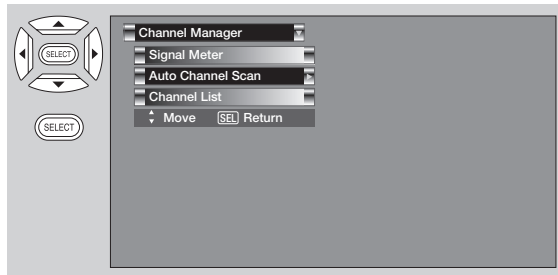 SELECT
SELECT
Channel Manager
Signal Meter
Auto Channel Scan
Channel List
Move SEL Return